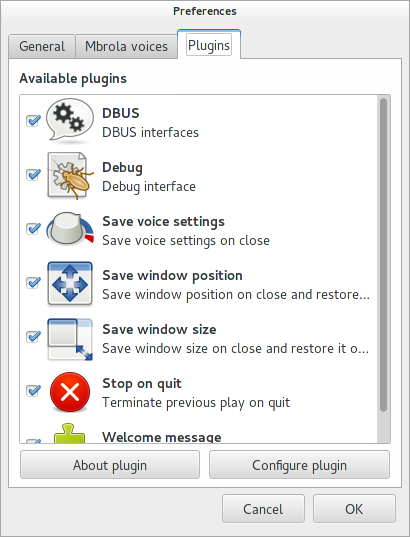 Preferences
General
Mbrola voices
Plugins
Available plugins
DBUS
DBUS interfaces
Debug
Debug interface
Save voice settings
Save voice settings on close
Save window position
Save window position on close and restore...
Save window size
Save window size on close and restore it o...
Stop on quit
Terminate previous play on quit
Welcome message
About plugin
Configure plugin
Cancel
OK